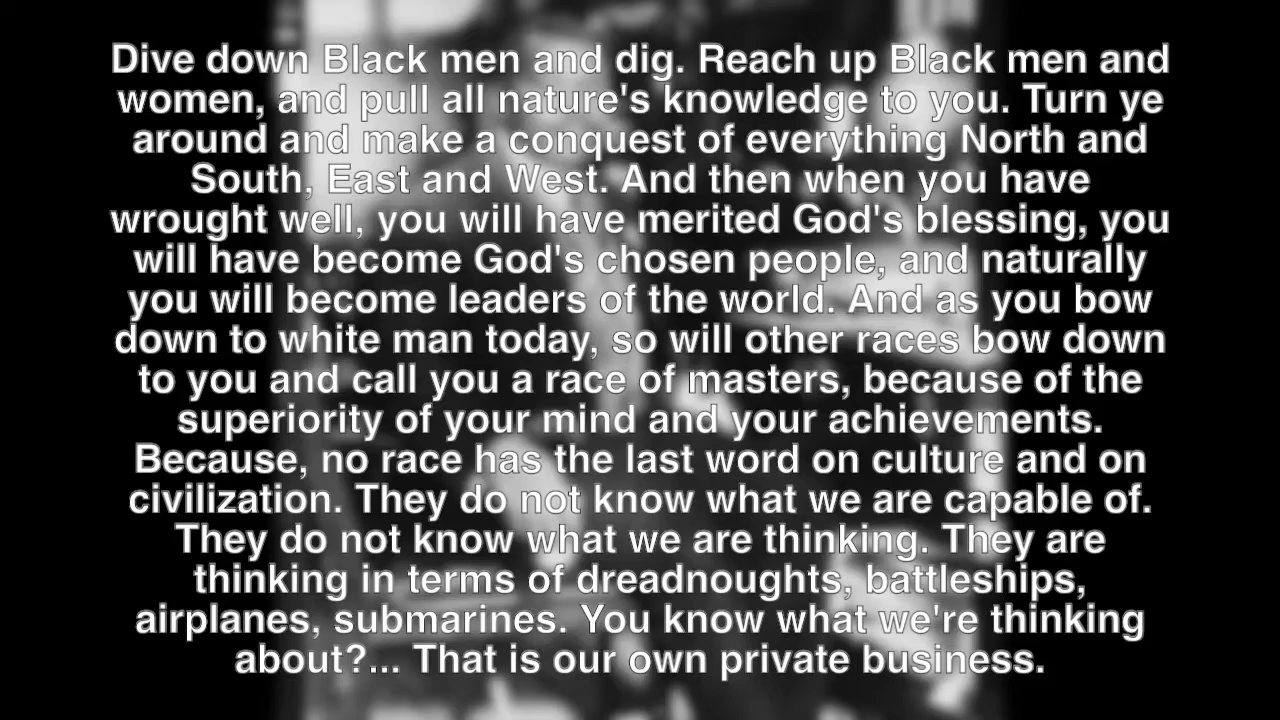 Dive down Black men and dig. Reach up Black men and
women, and pull all nature's knowledge to you. Turn ye
around and make a conquest of everything North and
South, East and West. And then when you have
wrought well, you will have merited God's blessing, you
will have become God's chosen people, and naturally
you will become leaders of the world. And as you bow
down to white man today, so will other races bow down
to you and call you a race of masters, because of the
superiority of your mind and your achievements.
Because, no race has the last word on culture and on
civilization. They do not know what we are capable of.
They do not know what we are thinking. They are
thinking in terms of dreadnoughts, battleships,
airplanes, submarines. You know what we're thinking
about?... That is our own private business.